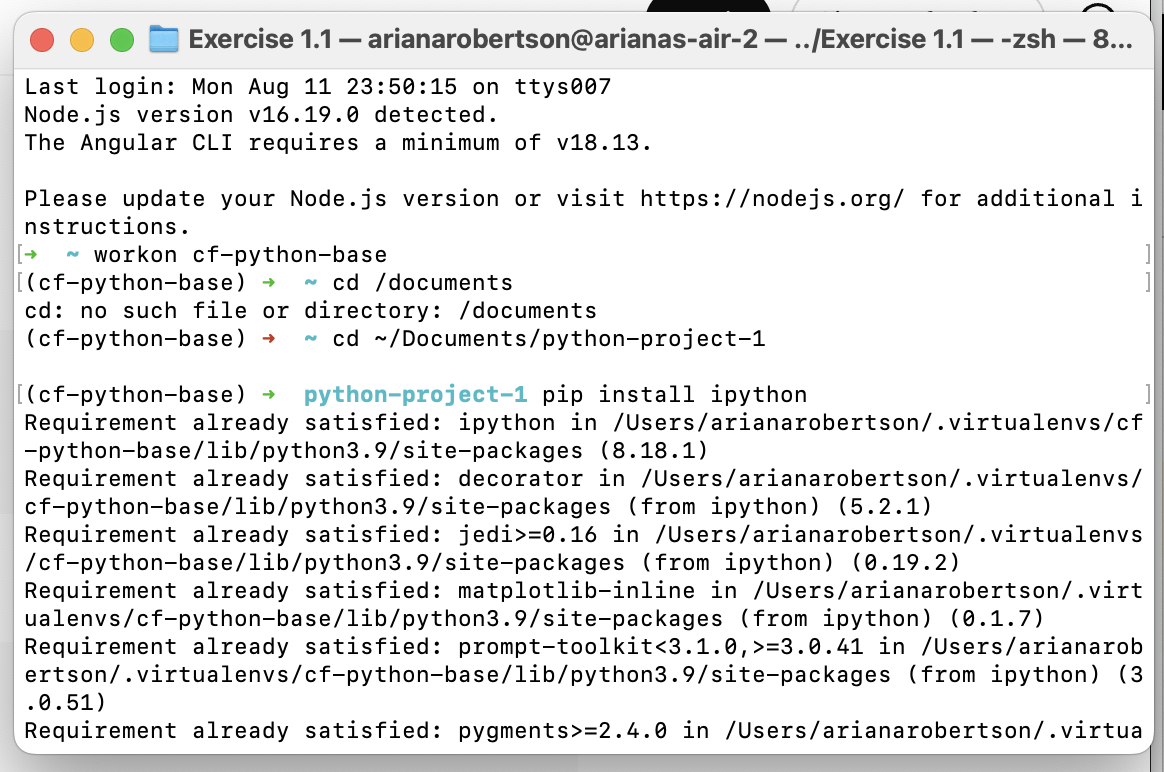 Exercise 1.1 — arianarobertson@arianas-air-2 — ../Exercise 1.1 — -zsh — 8...
Last login: Mon Aug 11 23:50:15 on ttys007
Node.js version v16.19.0 detected.
The Angular CLI requires a minimum of v18.13.
Please update your Node.js version or visit https://nodejs.org/ for additional i
nstructions.
[➜  ~ workon cf-python-base ]
[(cf-python-base) ➜  ~ cd /documents ]
cd: no such file or directory: /documents
(cf-python-base) ➜  ~ cd ~/Documents/python-project-1
[(cf-python-base) ➜  python-project-1 pip install ipython ]
Requirement already satisfied: ipython in /Users/arianarobertson/.virtualenvs/cf
-python-base/lib/python3.9/site-packages (8.18.1)
Requirement already satisfied: decorator in /Users/arianarobertson/.virtualenvs/
cf-python-base/lib/python3.9/site-packages (from ipython) (5.2.1)
Requirement already satisfied: jedi>=0.16 in /Users/arianarobertson/.virtualenvs
/cf-python-base/lib/python3.9/site-packages (from ipython) (0.19.2)
Requirement already satisfied: matplotlib-inline in /Users/arianarobertson/.virt
ualenvs/cf-python-base/lib/python3.9/site-packages (from ipython) (0.1.7)
Requirement already satisfied: prompt-toolkit<3.1.0,>=3.0.41 in /Users/arianarob
ertson/.virtualenvs/cf-python-base/lib/python3.9/site-packages (from ipython) (3
.0.51)
Requirement already satisfied: pygments>=2.4.0 in /Users/arianarobertson/.virtua